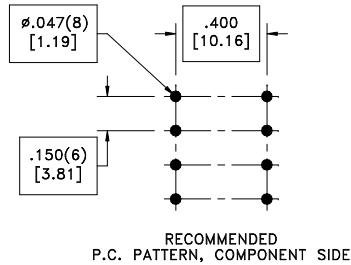 ø.047(8)
[1.19]
.400
[10.16]
.150(6)
[3.81]
RECOMMENDED
P.C. PATTERN, COMPONENT SIDE